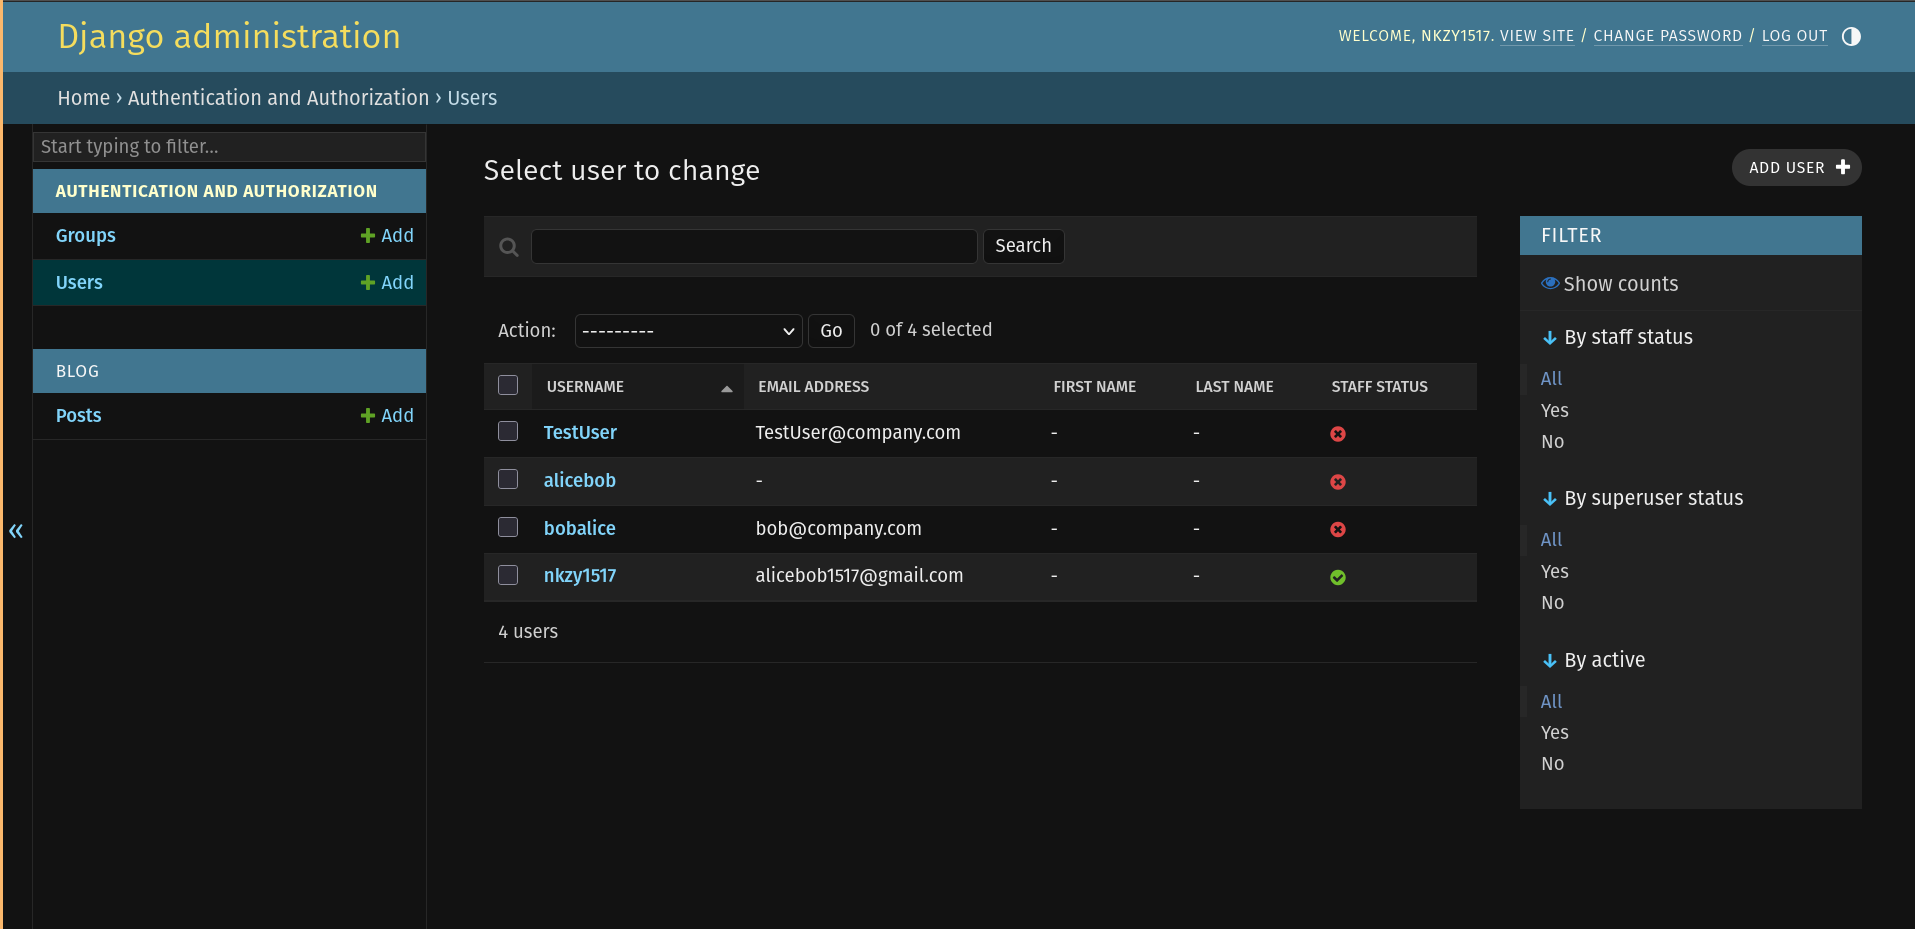 Django administration
WELCOME, NKZY1517. VIEW SITE / CHANGE PASSWORD / LOG OUT
Home › Authentication and Authorization › Users
Start typing to filter...
AUTHENTICATION AND AUTHORIZATION
Groups Add
Users Add
BLOG
Posts Add
«
Select user to change
ADD USER
Search
Action: --------- Go 0 of 4 selected
USERNAME EMAIL ADDRESS FIRST NAME LAST NAME STAFF STATUS
TestUser TestUser@company.com - -
alicebob - - -
bobalice bob@company.com - -
nkzy1517 alicebob1517@gmail.com - -
4 users
FILTER
Show counts
By staff status
All
Yes
No
By superuser status
All
Yes
No
By active
All
Yes
No